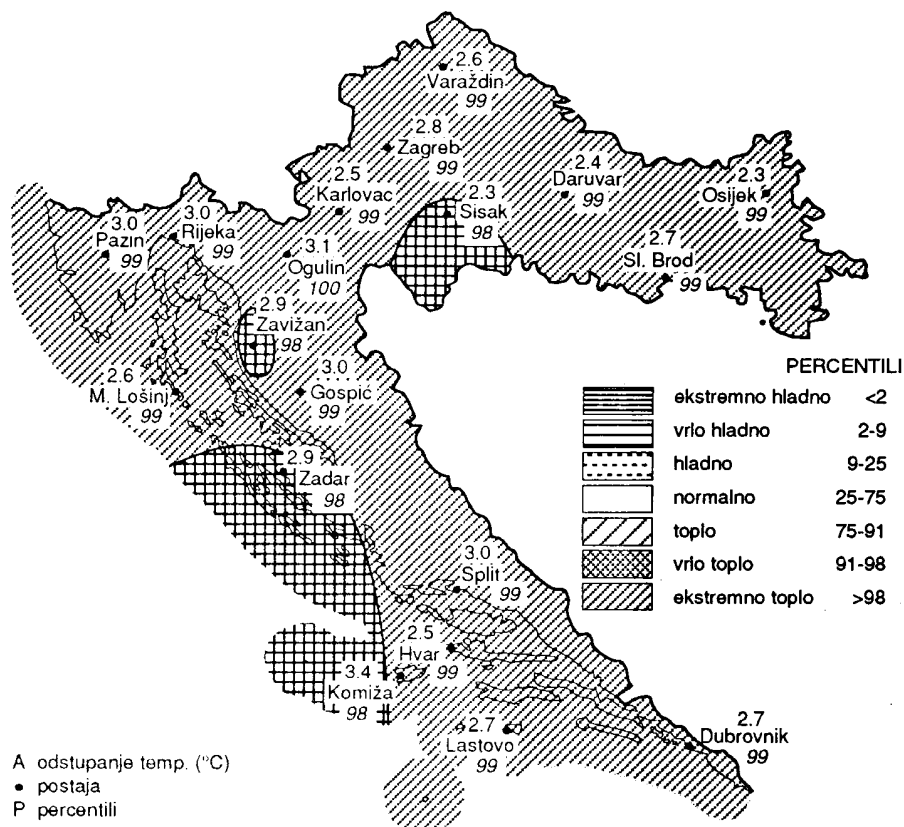 2.6
Varaždin
99
2.8
Zagreb
99
2.5
Karlovac
99
2.3
Sisak
98
2.4
Daruvar
99
2.3
Osijek
99
2.7
Sl. Brod
99
3.0
Pazin
99
3.0
Rijeka
99
3.1
Ogulin
100
2.9
Zavižan
98
2.6
M. Lošinj
99
3.0
Gospić
99
2.9
Zadar
98
3.0
Split
99
2.5
Hvar
99
3.4
Komiža
98
2.7
Lastovo
99
2.7
Dubrovnik
99
PERCENTILI
ekstremno hladno <2
vrlo hladno 2-9
hladno 9-25
normalno 25-75
toplo 75-91
vrlo toplo 91-98
ekstremno toplo >98
A odstupanje temp. (°C)
• postaja
P percentili